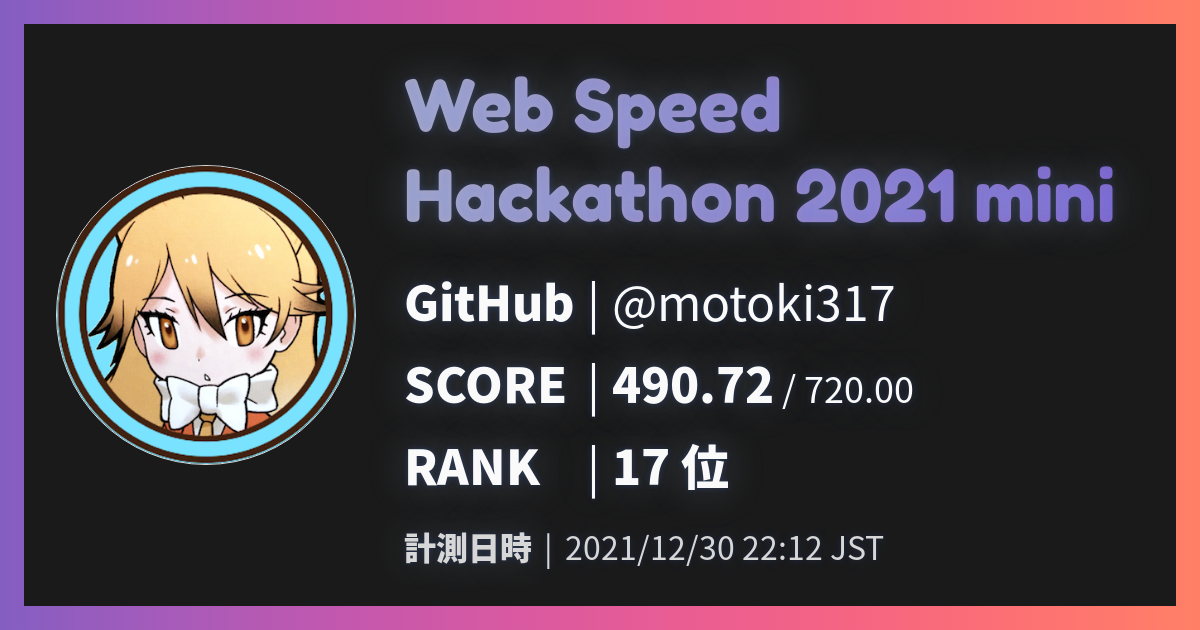 Web Speed
Hackathon 2021 mini
GitHub | @motoki317
SCORE | 490.72 / 720.00
RANK | 17 位
計測日時 | 2021/12/30 22:12 JST